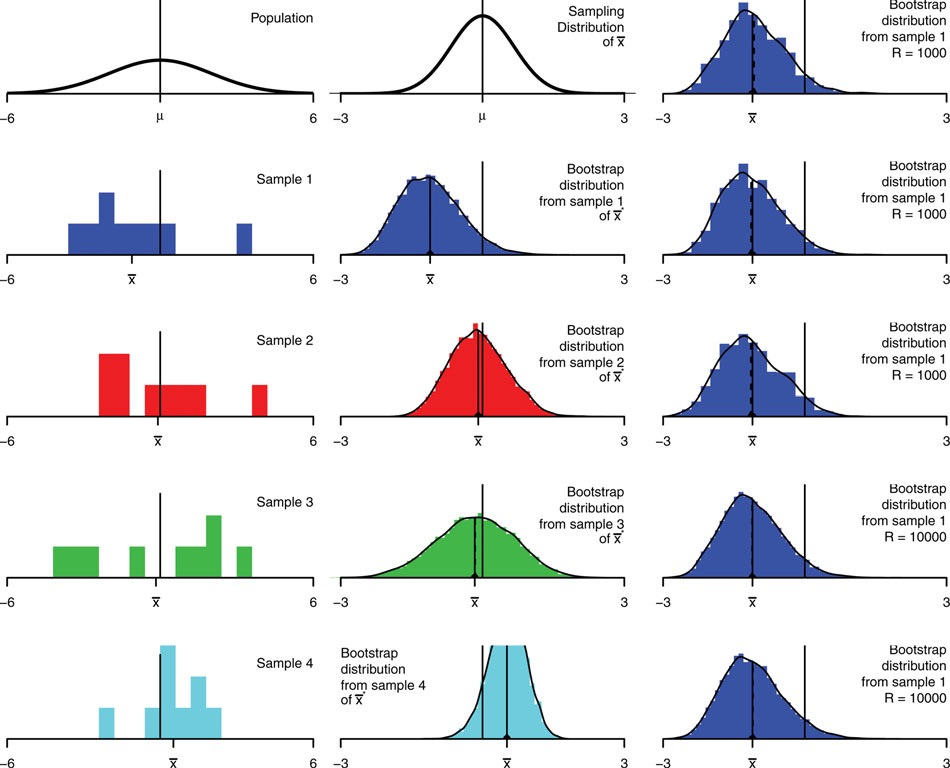 Population
−6
μ
6
Sampling
Distribution
of x̅
−3
μ
3
Bootstrap
distribution
from sample 1
R = 1000
−3
x̅
3
Sample 1
−6
x̅
6
Bootstrap
distribution
from sample 1
of x̅*
−3
x̅
3
Bootstrap
distribution
from sample 1
R = 1000
−3
x̅
3
Sample 2
−6
x̅
6
Bootstrap
distribution
from sample 2
of x̅*
−3
x̅
3
Bootstrap
distribution
from sample 1
R = 1000
−3
x̅
3
Sample 3
−6
x̅
6
Bootstrap
distribution
from sample 3
of x̅*
−3
x̅
3
Bootstrap
distribution
from sample 1
R = 10000
−3
x̅
3
Sample 4
−6
x̅
6
Bootstrap
distribution
from sample 4
of x̅*
−3
x̅
3
Bootstrap
distribution
from sample 1
R = 10000
−3
x̅
3